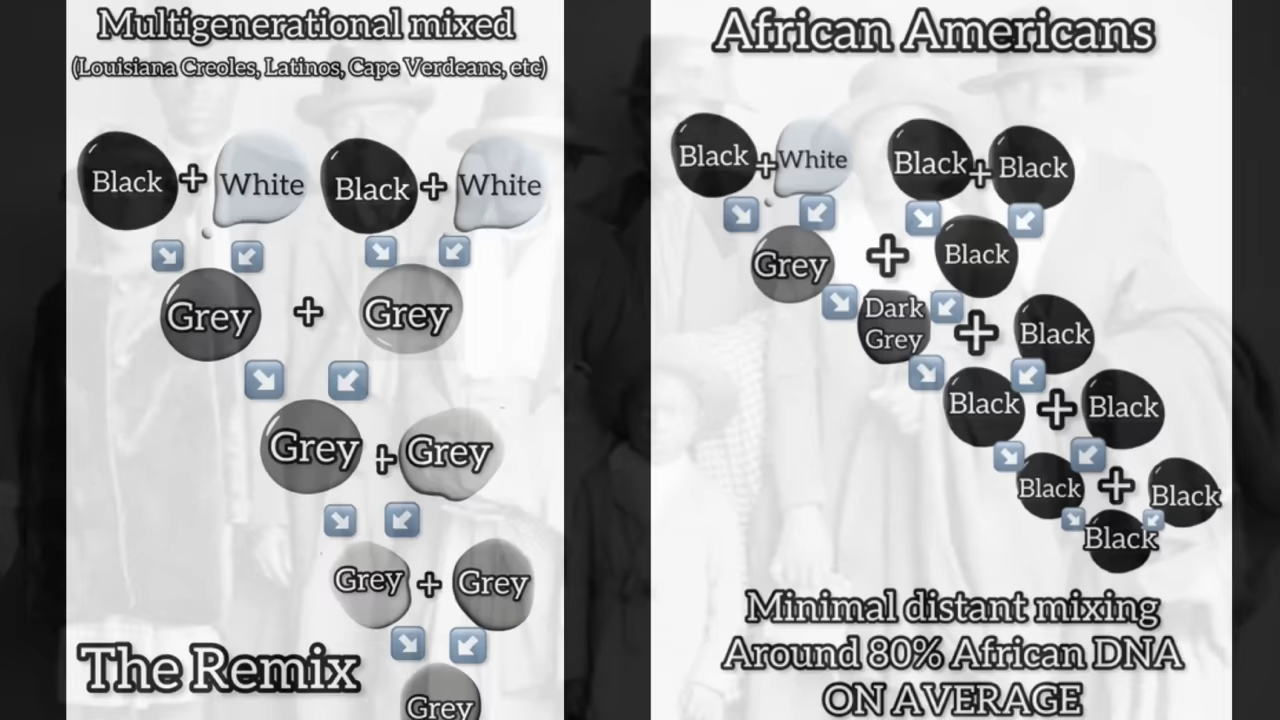 Multigenerational mixed
(Louisiana Creoles, Latinos, Cape Verdeans, etc)
Black + White Black + White
Grey + Grey
Grey + Grey
Grey + Grey
Grey
The Remix
African Americans
Black + White Black + Black
Grey + Black
Dark
Grey + Black
Black + Black
Black + Black
Black
Minimal distant mixing
Around 80% African DNA
ON AVERAGE